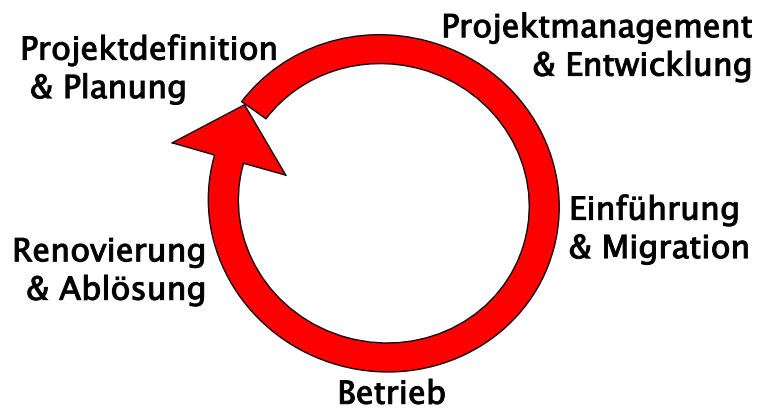 Projektdefinition
& Planung
Projektmanagement
& Entwicklung
Einführung
& Migration
Betrieb
Renovierung
& Ablösung